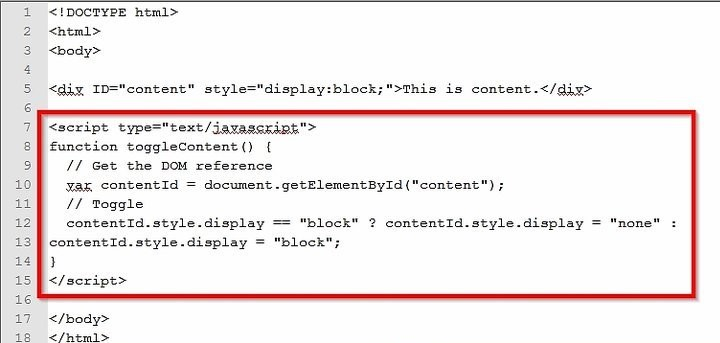 1 <!DOCTYPE html>
2 <html>
3 <body>
4
5 <div ID="content" style="display:block;">This is content.</div>
6
7 <script type="text/javascript">
8 function toggleContent() {
9   // Get the DOM reference
10   var contentId = document.getElementById("content");
11   // Toggle
12   contentId.style.display == "block" ? contentId.style.display = "none" :
13 contentId.style.display = "block";
14 }
15 </script>
16
17 </body>
18 </html>